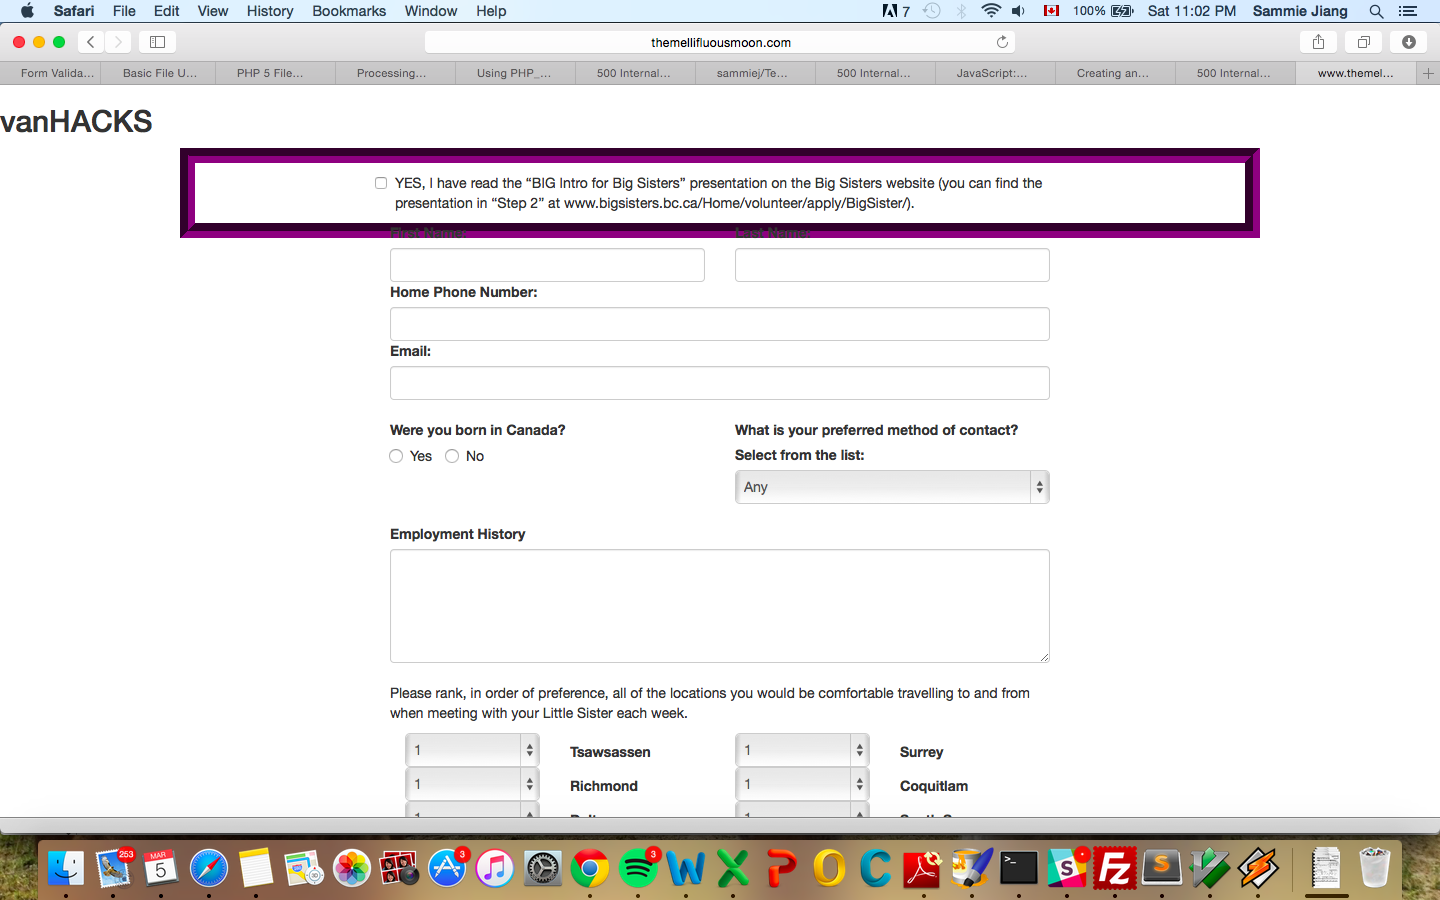 Safari File Edit View History Bookmarks Window Help 7 100% Sat 11:02 PM Sammie Jiang
themellifluousmoon.com
Form Valida... Basic File U... PHP 5 File... Processing... Using PHP_... 500 Internal... sammiej/Te... 500 Internal... JavaScript:... Creating an... 500 Internal... www.themel...
vanHACKS
YES, I have read the “BIG Intro for Big Sisters” presentation on the Big Sisters website (you can find the
presentation in “Step 2” at www.bigsisters.bc.ca/Home/volunteer/apply/BigSister/).
First Name: Last Name:
Home Phone Number:
Email:
Were you born in Canada? What is your preferred method of contact?
Yes No Select from the list:
Any
Employment History
Please rank, in order of preference, all of the locations you would be comfortable travelling to and from
when meeting with your Little Sister each week.
1 Tsawsassen 1 Surrey
1 Richmond 1 Coquitlam
253 MAR 5 3 3